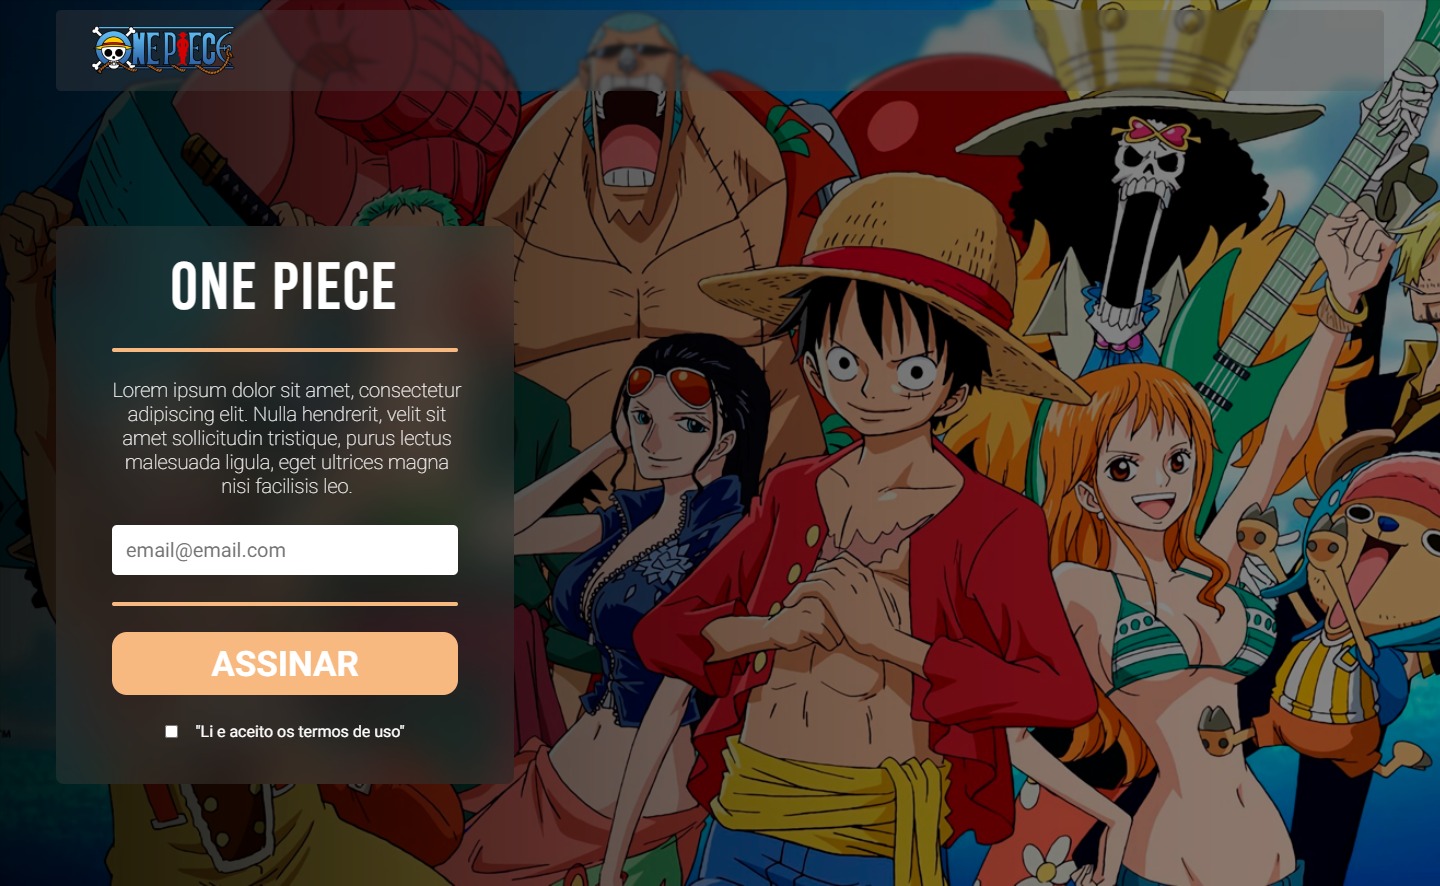 ONE PIECE
ONE PIECE
Lorem ipsum dolor sit amet, consectetur
adipiscing elit. Nulla hendrerit, velit sit
amet sollicitudin tristique, purus lectus
malesuada ligula, eget ultrices magna
nisi facilisis leo.
email@email.com
ASSINAR
"Li e aceito os termos de uso"
TM